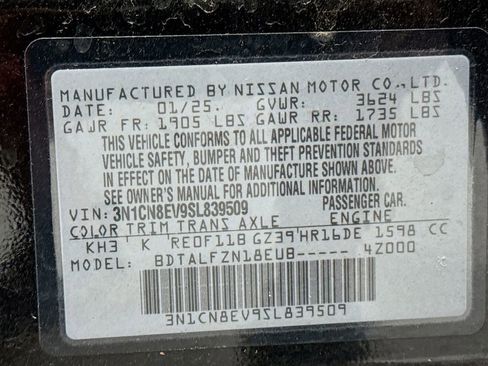 MANUFACTURED BY NISSAN MOTOR CO., LTD.
DATE: 01/25. GVWR: 3624 LBS
GAWR FR: 1905 LBS GAWR RR: 1735 LBS
THIS VEHICLE CONFORMS TO ALL APPLICABLE FEDERAL MOTOR
VEHICLE SAFETY, BUMPER AND THEFT PREVENTION STANDARDS
IN EFFECT ON THE DATE OF MANUFACTURE SHOWN ABOVE.
SEE OWNER'S MANUAL FOR ADDITIONAL INFORMATION.
VIN: 3N1CN8EV9SL839509 PASSENGER CAR.
COLOR TRIM TRANS AXLE ENGINE
KH3 K RE0F11B GZ39 HR16DE 1598 CC
MODEL: BDTALFZN18EUB----- 4Z000
3N1CN8EV9SL839509